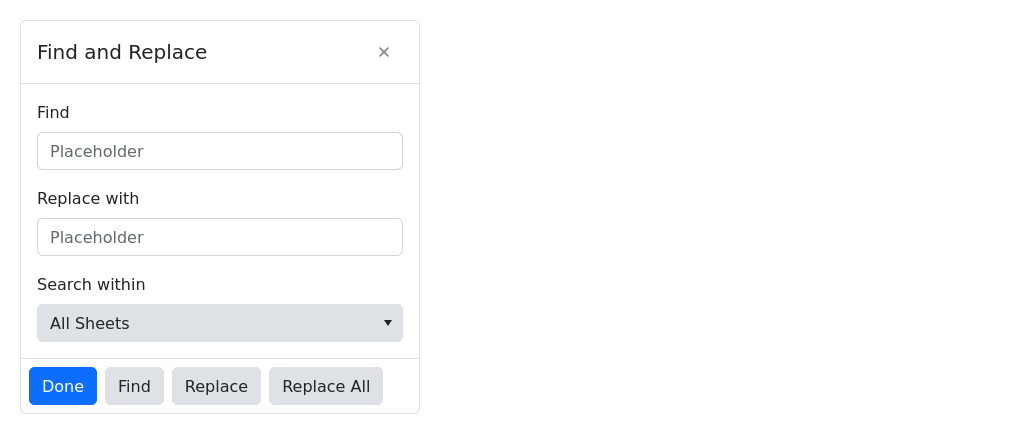 Find and Replace ×
Find
Placeholder
Replace with
Placeholder
Search within
All Sheets
Done Find Replace Replace All